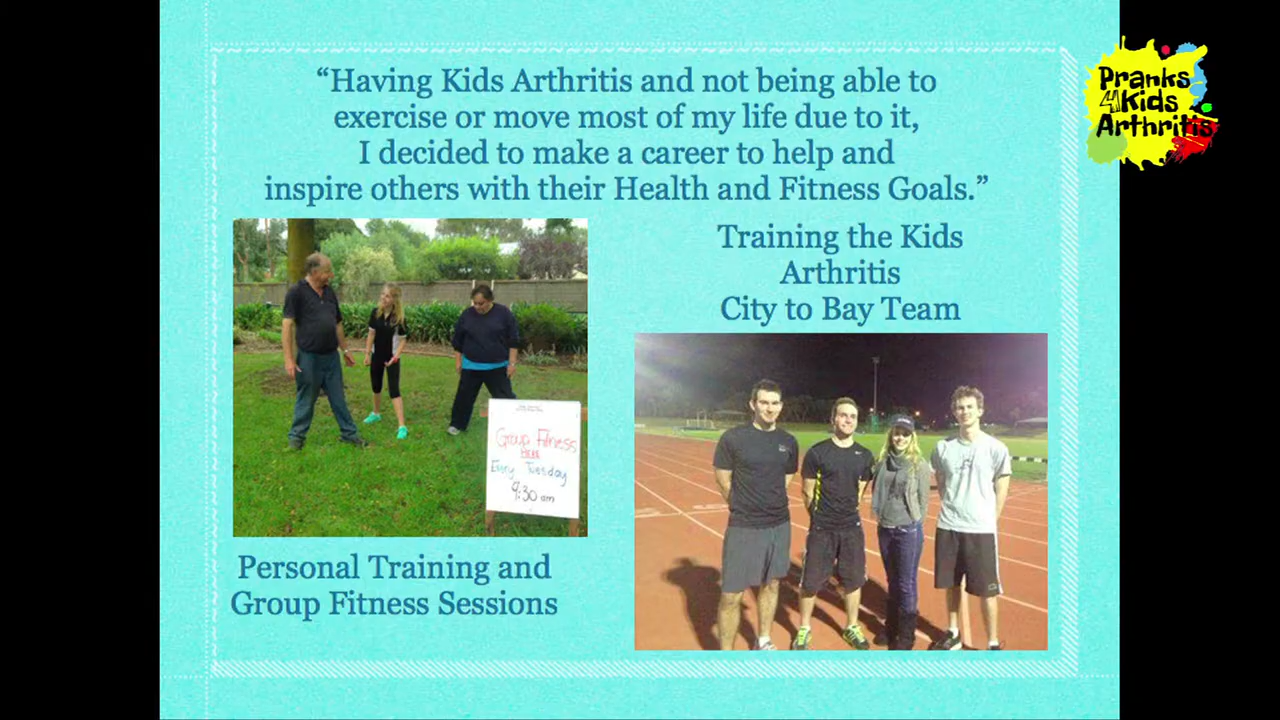 “Having Kids Arthritis and not being able to
exercise or move most of my life due to it,
I decided to make a career to help and
inspire others with their Health and Fitness Goals.”
Pranks
4Kids
Arthritis
Training the Kids
Arthritis
City to Bay Team
Group Fitness
Every Tuesday
9:30 am
Personal Training and
Group Fitness Sessions